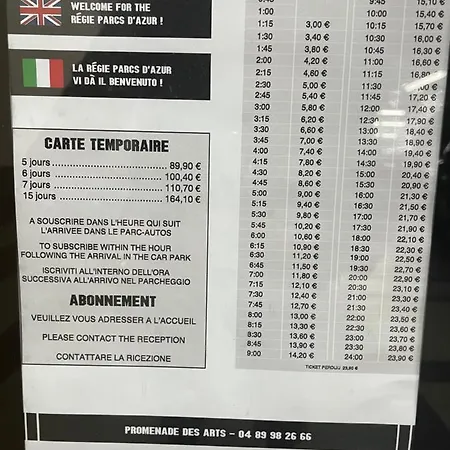 WELCOME FOR THE
RÉGIE PARCS D'AZUR !
LA RÉGIE PARCS D'AZUR
VI DÀ IL BENVENUTO !
CARTE TEMPORAIRE
5 jours ........ 89,90 €
6 jours ........ 100,40 €
7 jours ........ 110,70 €
15 jours ........ 164,10 €
A SOUSCRIRE DANS L'HEURE QUI SUIT
L'ARRIVEE DANS LE PARC-AUTOS
TO SUBSCRIBE WITHIN THE HOUR
FOLLOWING THE ARRIVAL IN THE CAR PARK
ISCRIVITI ALL'INTERNO DELL'ORA
SUCCESSIVA ALL'ARRIVO NEL PARCHEGGIO
ABONNEMENT
VEUILLEZ VOUS ADRESSER A L'ACCUEIL
PLEASE CONTACT THE RECEPTION
CONTATTARE LA RICEZIONE
9:45 15,10 €
1:00 10:00 15,40 €
1:15 3,00 € 10:15 15,70 €
1:30 3,40 € 10:30 16,00 €
1:45 3,80 € 10:45 16,30 €
2:00 4,20 € 11:00 16,60 €
2:15 4,60 € 11:15 16,80 €
2:30 5,00 € 11:30
2:45 5,40 € 11:45 17,20 €
3:00 5,80 € 12:00
3:15 6,20 € 12:30 17,90 €
3:30 6,60 € 13:00 18,40 €
3:45 7,00 € 13:30 18,90 €
4:00 7,40 € 14:00 19,40 €
4:15 7,80 € 14:30 19,90 €
4:30 8,20 € 15:00 20,40 €
4:45 8,60 € 15:30 20,90 €
5:00 9,00 € 16:00 21,30 €
5:15 9,40 € 16:30 21,50 €
5:30 9,80 € 17:00 21,70 €
5:45 10,20 € 17:30 21,90 €
6:00 10,60 € 18:00 22,10 €
6:15 10,90 € 18:30 22,30 €
6:30 11,20 € 19:00 22,50 €
6:45 11,50 € 19:30 22,70 €
7:00 11,80 € 20:00 22,90 €
7:15 12,10 € 20:30 23,10 €
7:30 12,40 € 21:00 23,30 €
7:45 12,70 € 21:30 23,40 €
8:00 13,00 € 22:00 23,50 €
8:15 13,30 € 22:30 23,60 €
8:30 13,60 € 23:00 23,70 €
8:45 13,90 € 23:30 23,80 €
9:00 14,20 € 24:00 23,90 €
TICKET PERDU 23,90 €
PROMENADE DES ARTS - 04 89 98 26 66